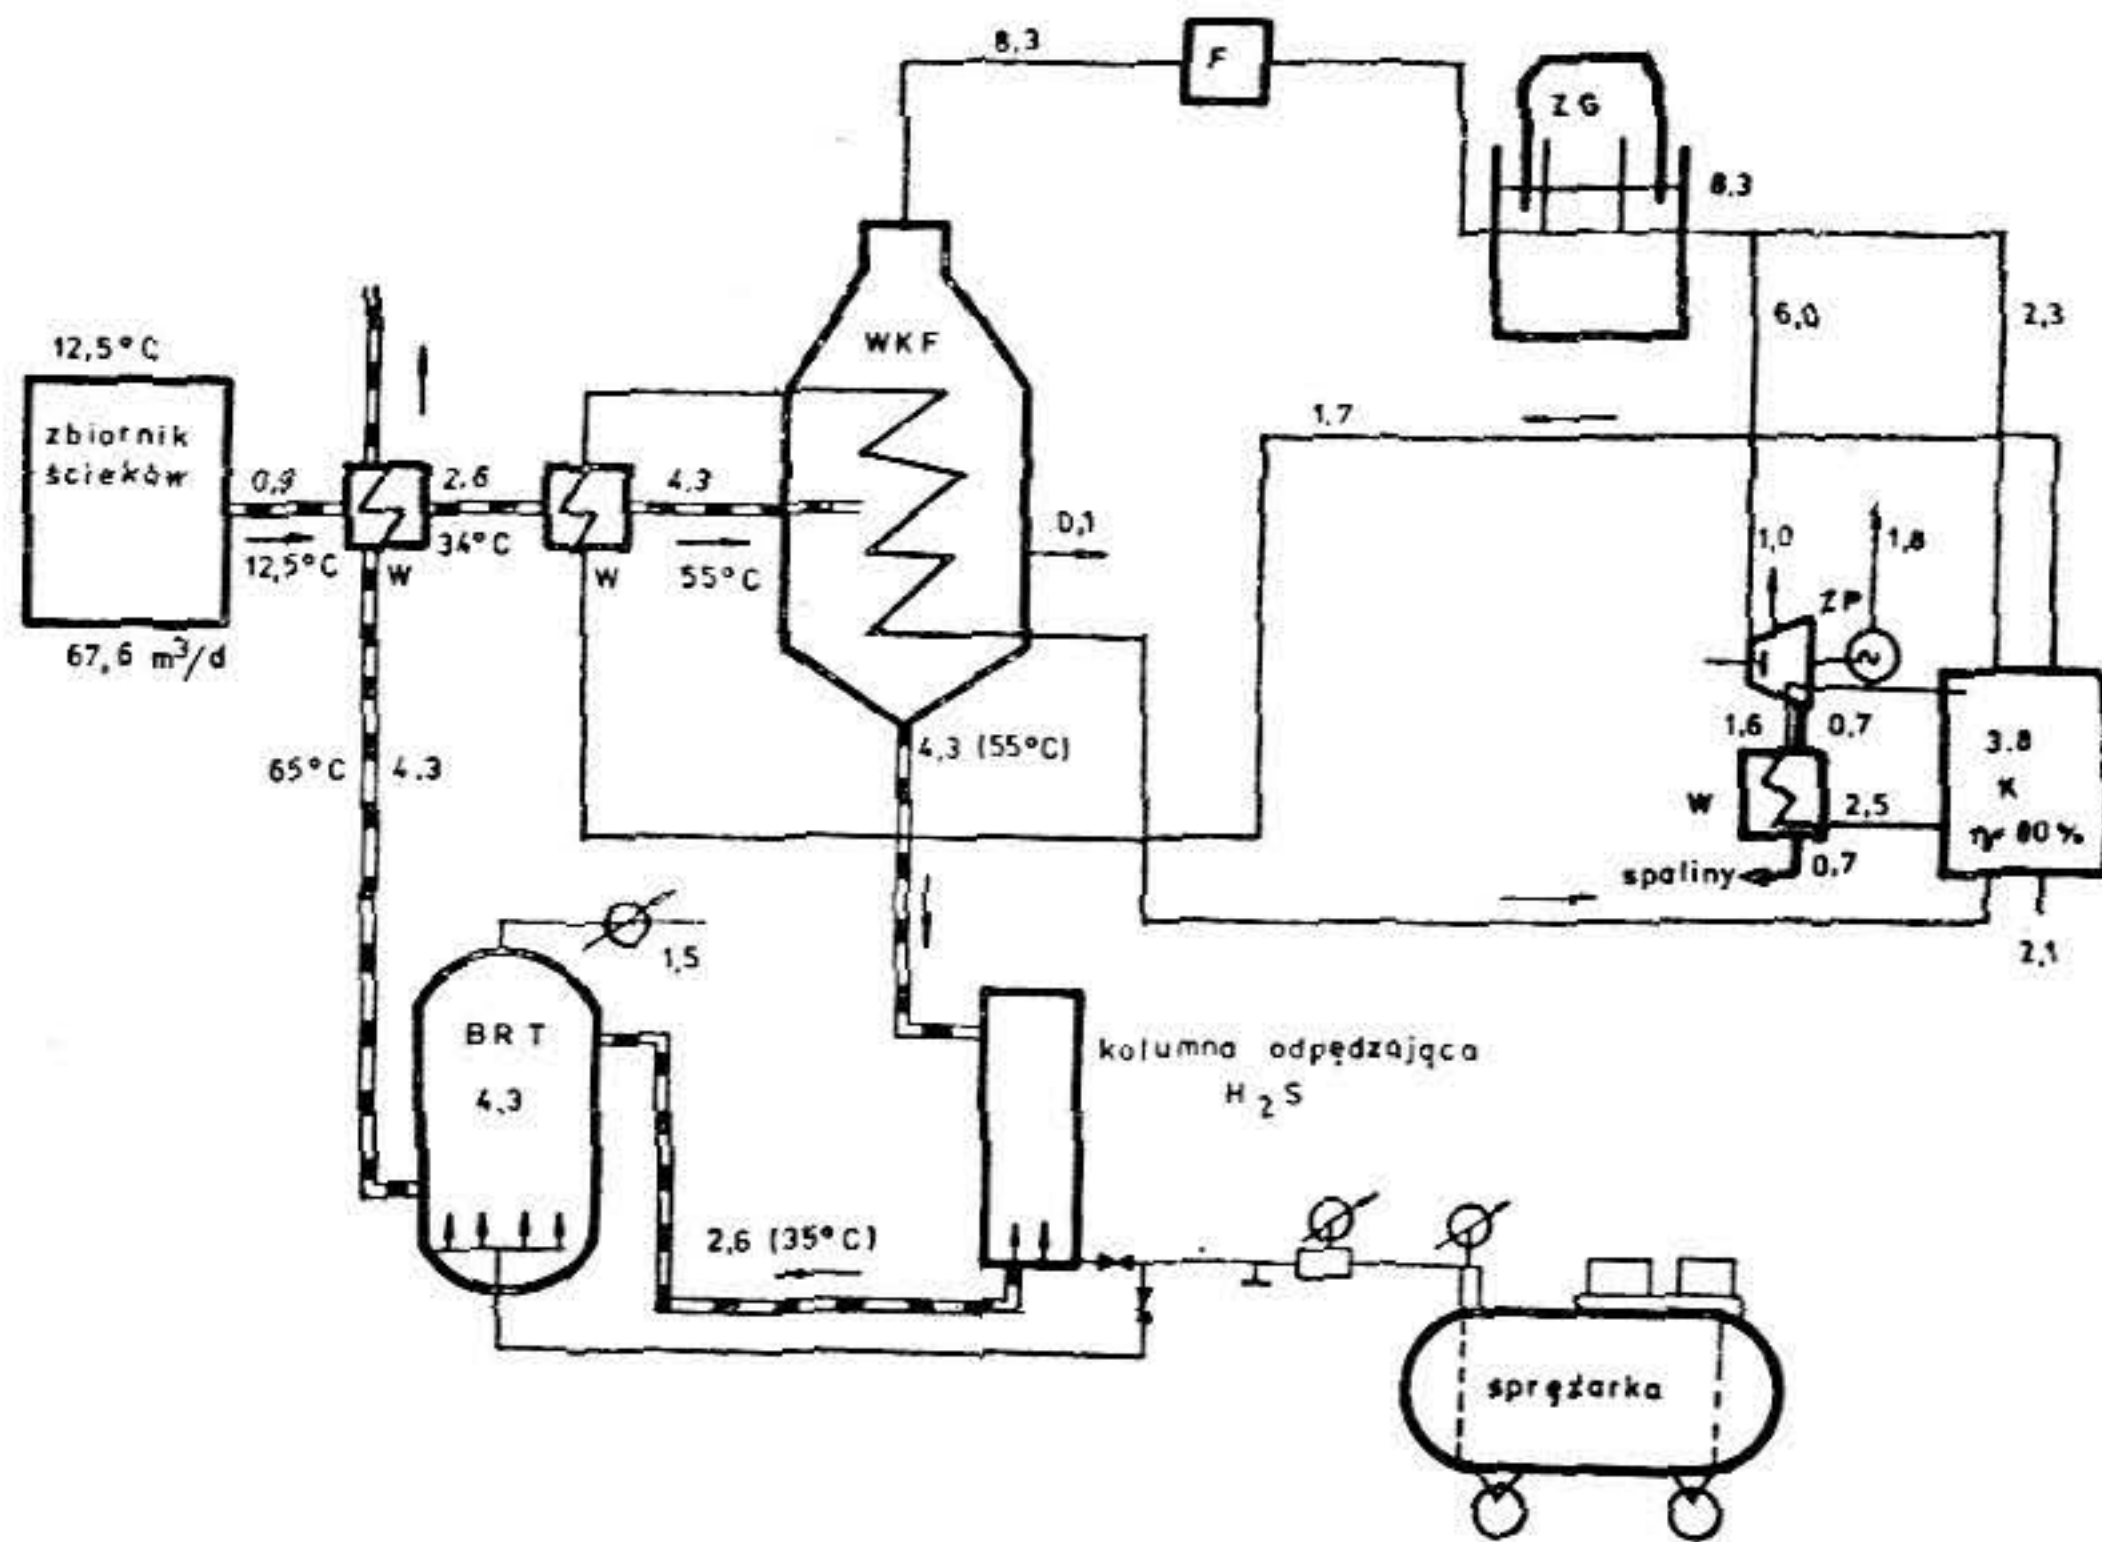 8,3
F
ZG
8,3
6,0
2,3
12,5°C
zbiornik
ścieków
67,6 m³/d
0,9
12,5°C
W
2,6
34°C
W
4,3
55°C
WKF
0,1
1,7
1,0
1,8
ZP
~
1,6
0,7
W
2,5
spaliny
0,7
3.8
K
η= 80%
2,1
65°C
4.3
4,3 (55°C)
1,5
BRT
4,3
kolumna odpędzająca
H₂S
2,6 (35°C)
sprężarka